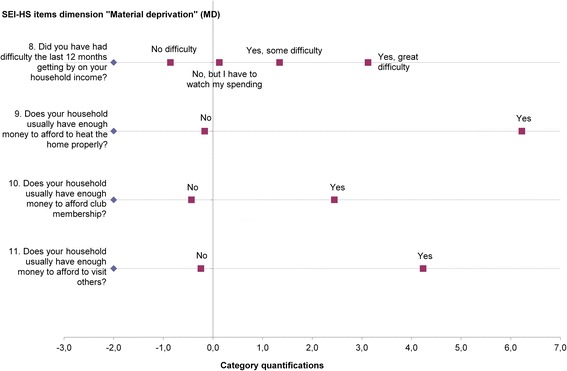 SEI-HS items dimension "Material deprivation" (MD)
8. Did you have had
difficulty the last 12 months
getting by on your
household income?
No difficulty
No, but I have to
watch my spending
Yes, some difficulty
Yes, great
difficulty
9. Does your household
usually have enough
money to afford to heat the
home properly?
No
Yes
10. Does your household
usually have enough
money to afford club
membership?
No
Yes
11. Does your household
usually have enough
money to afford to visit
others?
No
Yes
-3,0 -2,0 -1,0 0,0 1,0 2,0 3,0 4,0 5,0 6,0 7,0
Category quantifications